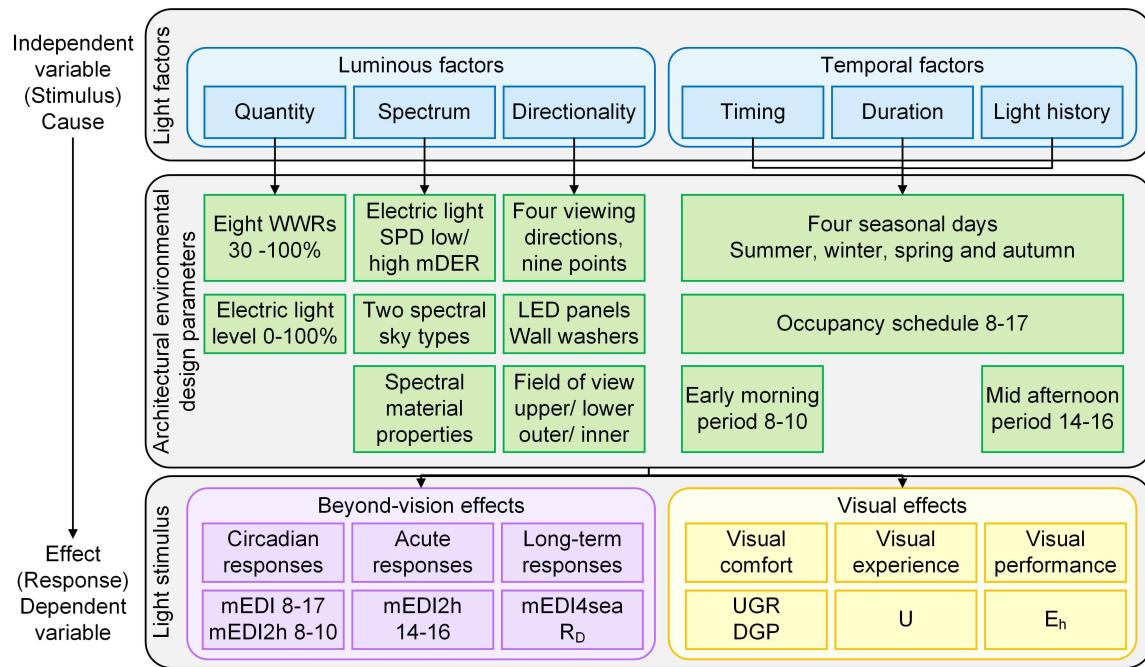 Independent
variable
(Stimulus)
Cause
Effect
(Response)
Dependent
variable
Light factors
Luminous factors
Quantity
Spectrum
Directionality
Temporal factors
Timing
Duration
Light history
Architectural environmental
design parameters
Eight WWRs
30 -100%
Electric light
SPD low/
high mDER
Four viewing
directions,
nine points
Four seasonal days
Summer, winter, spring and autumn
Electric light
level 0-100%
Two spectral
sky types
LED panels
Wall washers
Occupancy schedule 8-17
Spectral
material
properties
Field of view
upper/ lower
outer/ inner
Early morning
period 8-10
Mid afternoon
period 14-16
Light stimulus
Beyond-vision effects
Circadian
responses
Acute
responses
Long-term
responses
mEDI 8-17
mEDI2h 8-10
mEDI2h
14-16
mEDI4sea
R_D
Visual effects
Visual
comfort
Visual
experience
Visual
performance
UGR
DGP
U
E_h